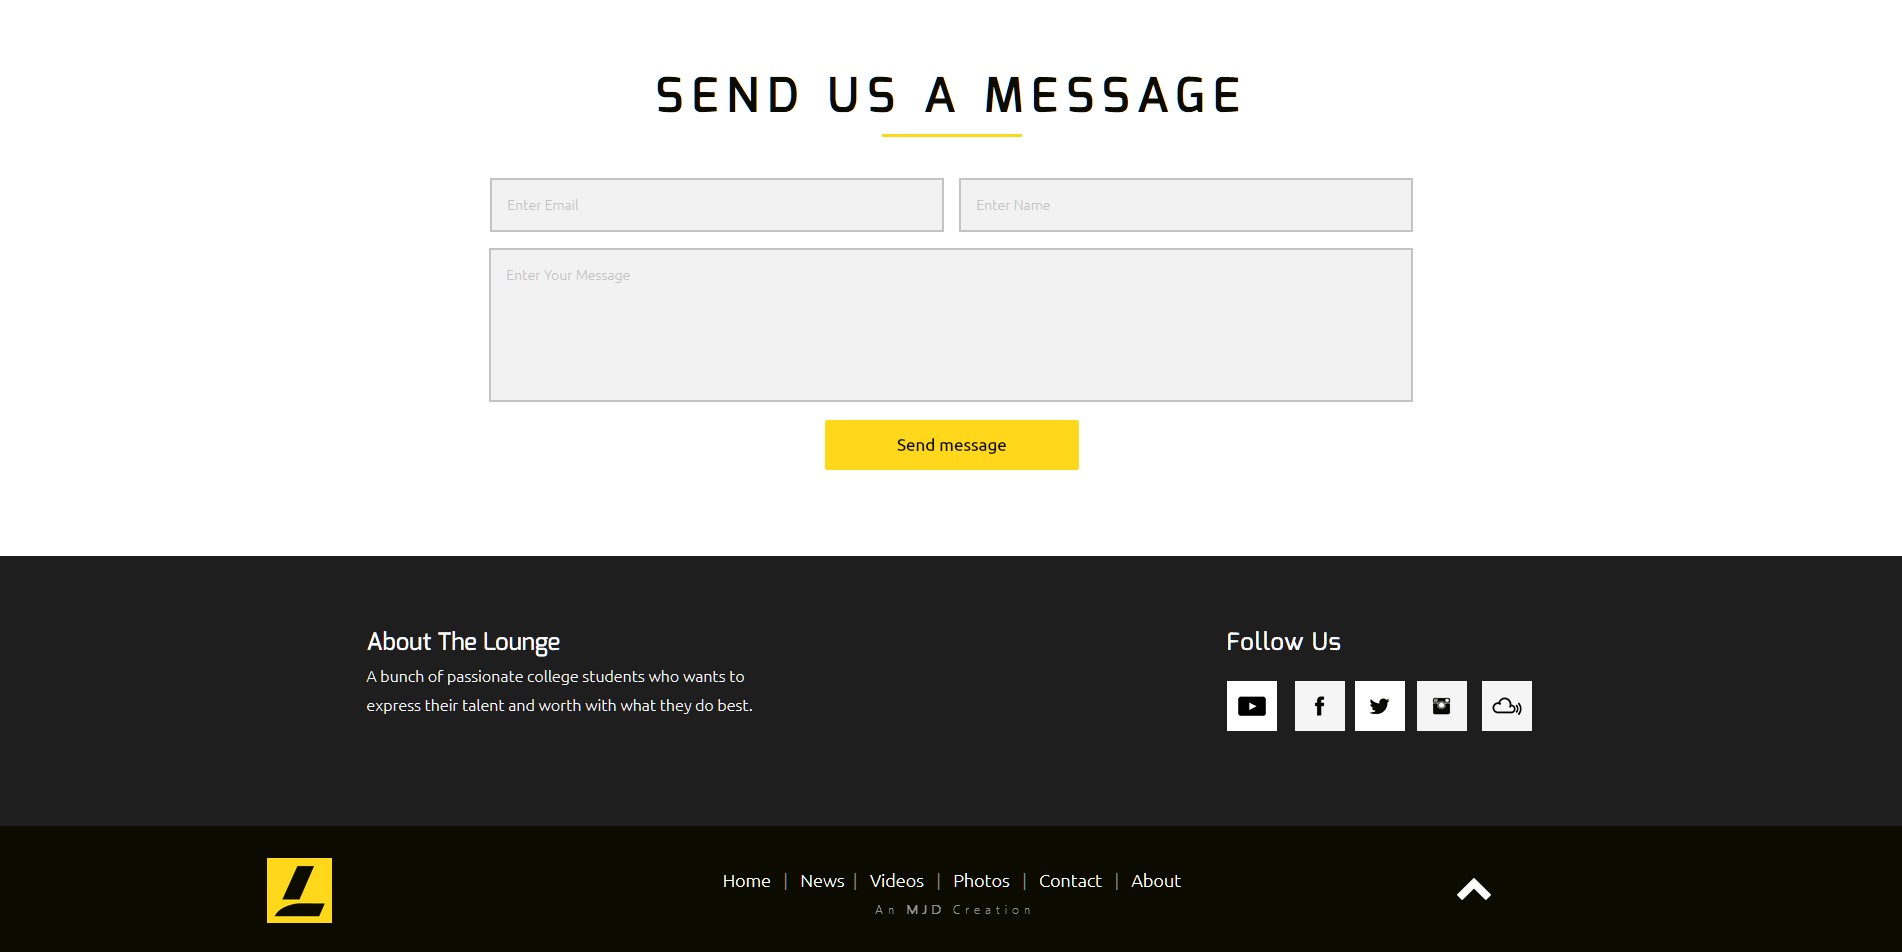 SEND US A MESSAGE
Enter Email
Enter Name
Enter Your Message
Send message
About The Lounge
A bunch of passionate college students who wants to
express their talent and worth with what they do best.
Follow Us
Home | News | Videos | Photos | Contact | About
An MJD Creation